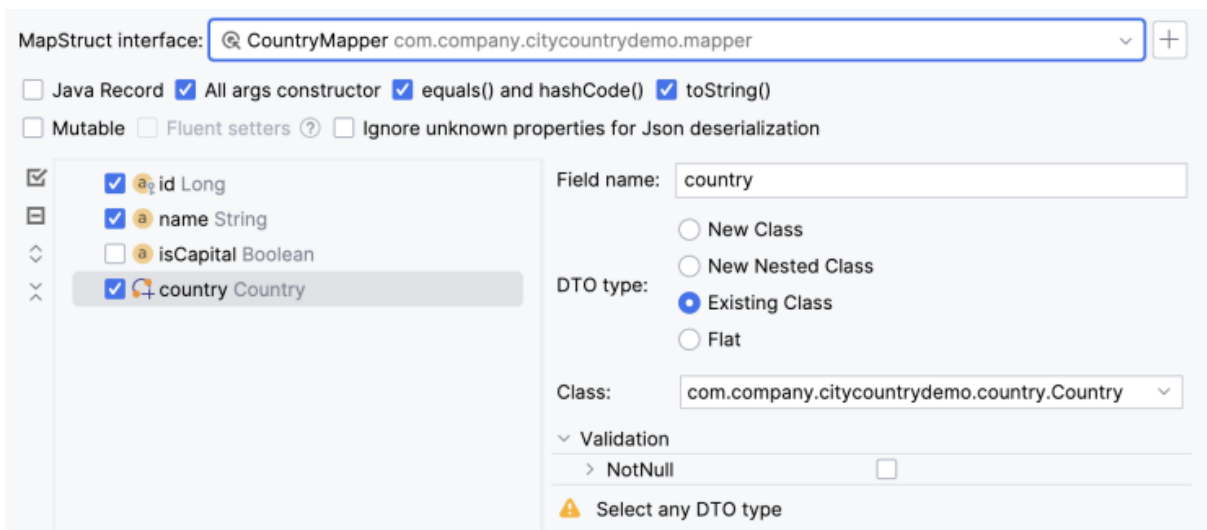 MapStruct interface: CountryMapper com.company.citycountrydemo.mapper
Java Record All args constructor equals() and hashCode() toString()
Mutable Fluent setters ? Ignore unknown properties for Json deserialization
id Long
name String
isCapital Boolean
country Country
Field name: country
New Class
New Nested Class
DTO type:
Existing Class
Flat
Class: com.company.citycountrydemo.country.Country
Validation
NotNull
Select any DTO type